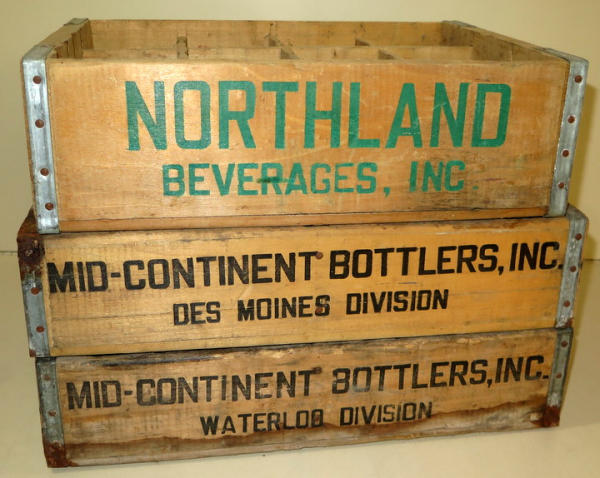 NORTHLAND
BEVERAGES, INC
MID-CONTINENT BOTTLERS, INC.
DES MOINES DIVISION
MID-CONTINENT BOTTLERS, INC.
WATERLOO DIVISION